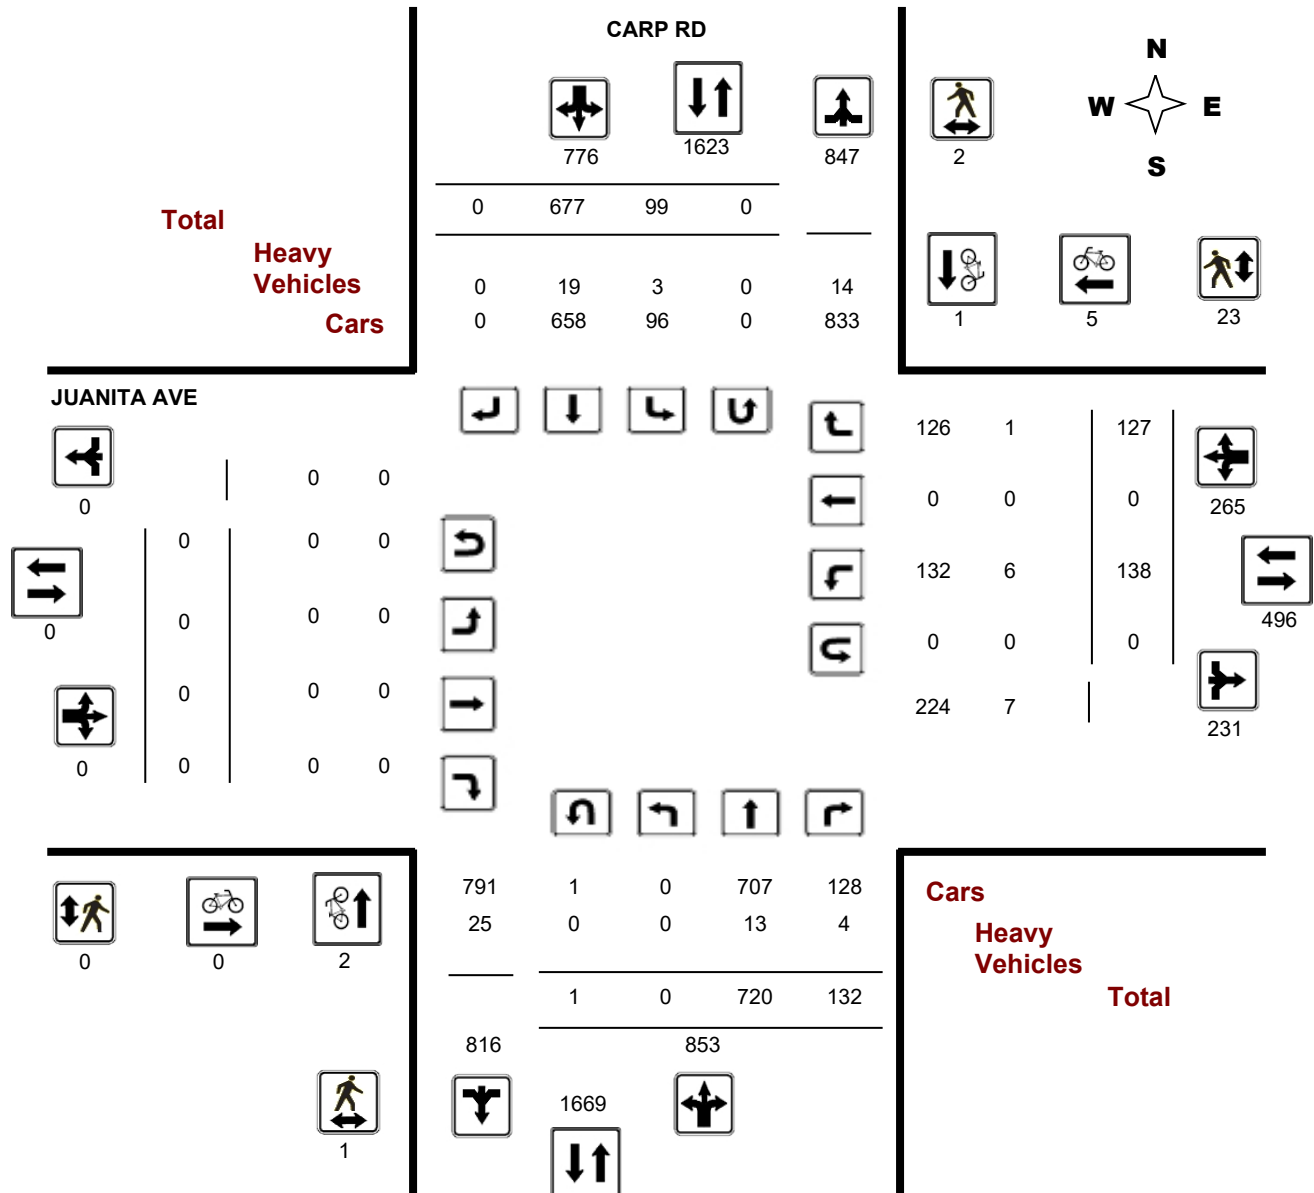 CARP RD
N
W E
S
776 1623 847 2
0 677 99 0
Total
Heavy
Vehicles 0 19 3 0 14
Cars 0 658 96 0 833
1 5 23
JUANITA AVE
126 1 127
0 0
0
0 0 0
265
0 0 0
132 6 138
0
496
0 0 0
0 0 0
0 0 0
224 7
231
0
0 0 0
791 1 0 707 128
25 0 0 13 4
Cars
Heavy
Vehicles
Total
0 0 2
1 0 720 132
816 853
1669
1